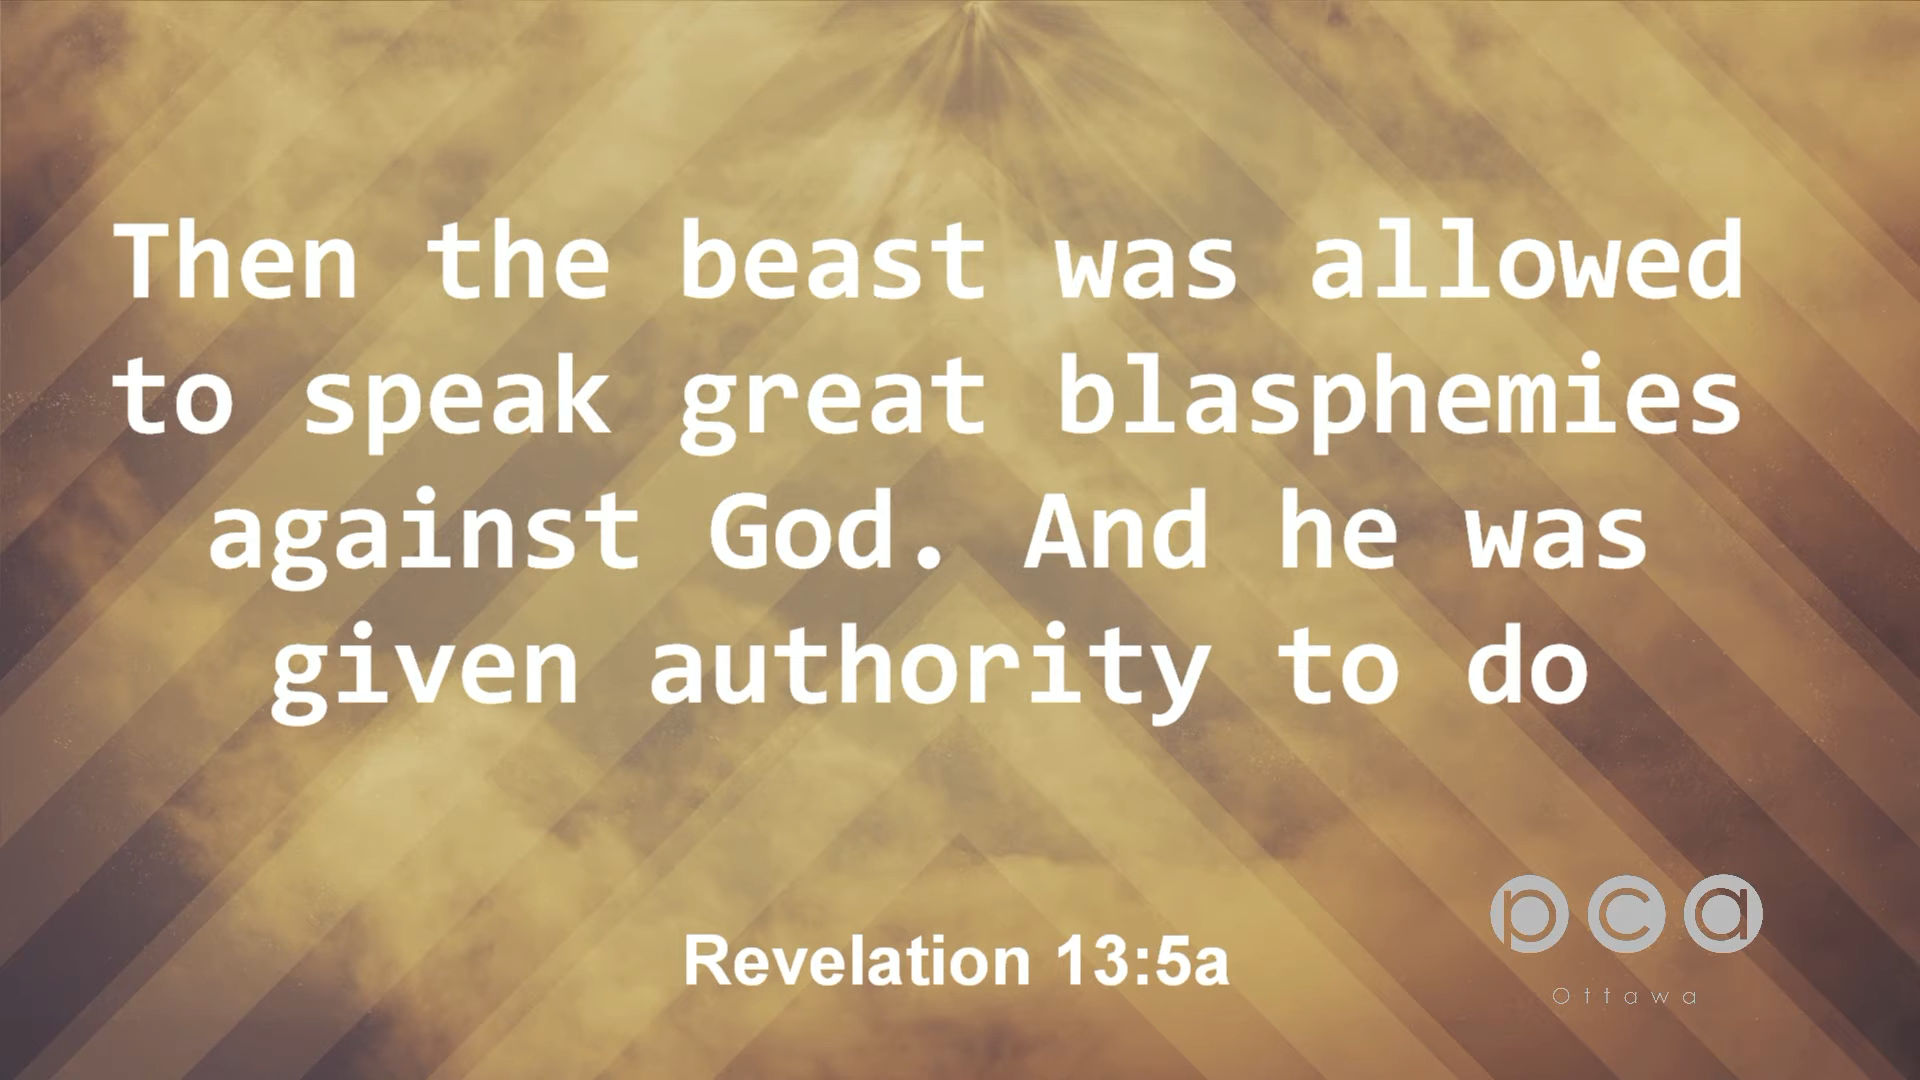 Then the beast was allowed
to speak great blasphemies
against God. And he was
given authority to do
Revelation 13:5a
pca
Ottawa